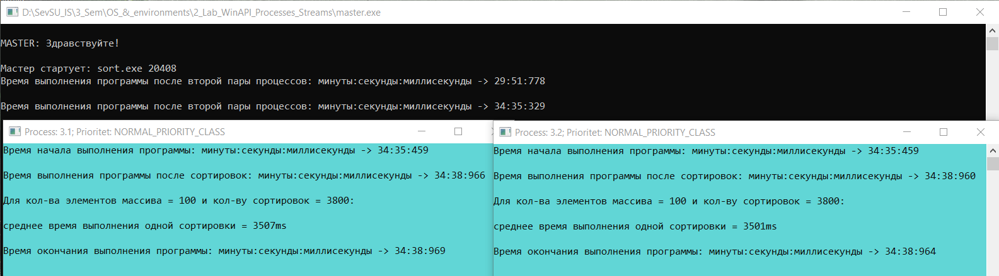 D:\SevSU_IS\3_Sem\OS_&_environments\2_Lab_WinAPI_Processes_Streams\master.exe
MASTER: Здравствуйте!
Мастер стартует: sort.exe 20408
Время выполнения программы после второй пары процессов: минуты:секунды:миллисекунды -> 29:51:778
Время выполнения программы после второй пары процессов: минуты:секунды:миллисекунды -> 34:35:329
Process: 3.1; Prioritet: NORMAL_PRIORITY_CLASS
Время начала выполнения программы: минуты:секунды:миллисекунды -> 34:35:459
Время выполнения программы после сортировок: минуты:секунды:миллисекунды -> 34:38:966
Для кол-ва элементов массива = 100 и кол-ву сортировок = 3800:
среднее время выполнения одной сортировки = 3507ms
Время окончания выполнения программы: минуты:секунды:миллисекунды -> 34:38:969
Process: 3.2; Prioritet: NORMAL_PRIORITY_CLASS
Время начала выполнения программы: минуты:секунды:миллисекунды -> 34:35:459
Время выполнения программы после сортировок: минуты:секунды:миллисекунды -> 34:38:960
Для кол-ва элементов массива = 100 и кол-ву сортировок = 3800:
среднее время выполнения одной сортировки = 3501ms
Время окончания выполнения программы: минуты:секунды:миллисекунды -> 34:38:964